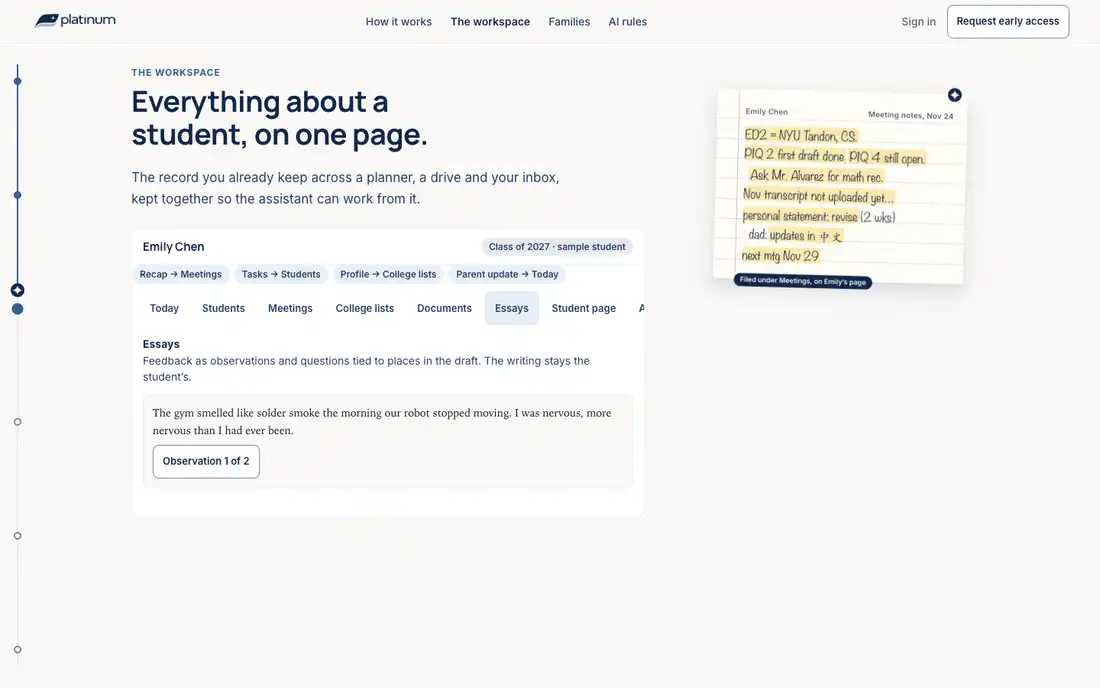 platinum
How it works
The workspace
Families
AI rules
Sign in
Request early access
THE WORKSPACE
Everything about a
student, on one page.
The record you already keep across a planner, a drive and your inbox,
kept together so the assistant can work from it.
Emily Chen
Class of 2027 · sample student
Recap → Meetings
Tasks → Students
Profile → College lists
Parent update → Today
Today
Students
Meetings
College lists
Documents
Essays
Student page
Essays
Feedback as observations and questions tied to places in the draft. The writing stays the
student's.
The gym smelled like solder smoke the morning our robot stopped moving. I was nervous, more
nervous than I had ever been.
Observation 1 of 2
Emily Chen
Meeting notes, Nov 24
ED2 = NYU Tandon, CS.
PIQ 2 first draft done, PIQ 4 still open.
Ask Mr. Alvarez for math rec.
Nov transcript not uploaded yet...
personal statement: revise (2 wks)
dad: updates in 中文
next mtg Nov 29
Filed under Meetings, on Emily's page